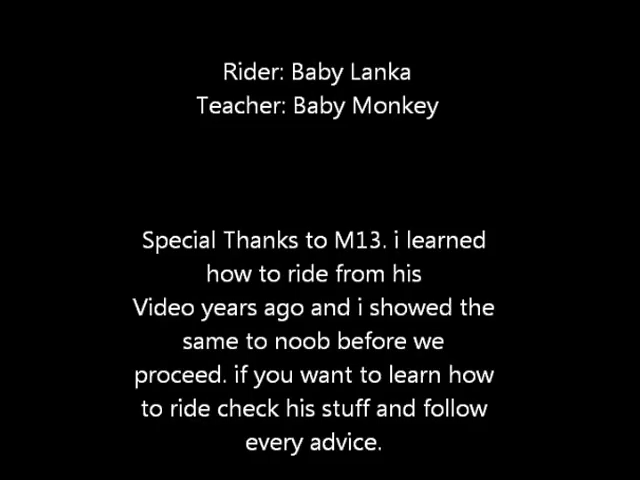 Rider: Baby Lanka
Teacher: Baby Monkey
Special Thanks to M13. i learned
how to ride from his
Video years ago and i showed the
same to noob before we
proceed. if you want to learn how
to ride check his stuff and follow
every advice.